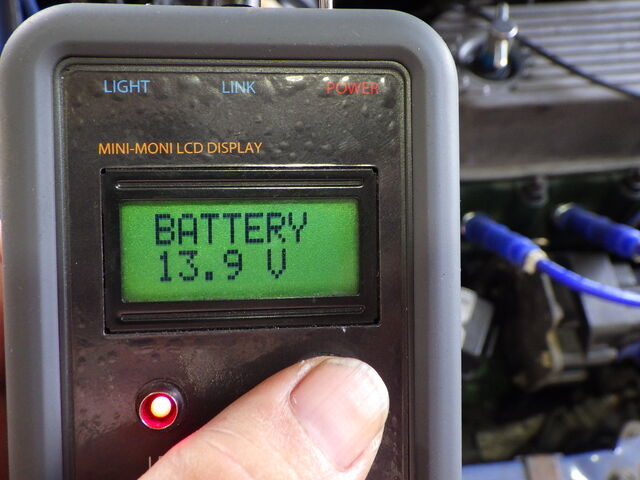 LIGHT LINK POWER
MINI-MONI LCD DISPLAY
BATTERY
13.9 V